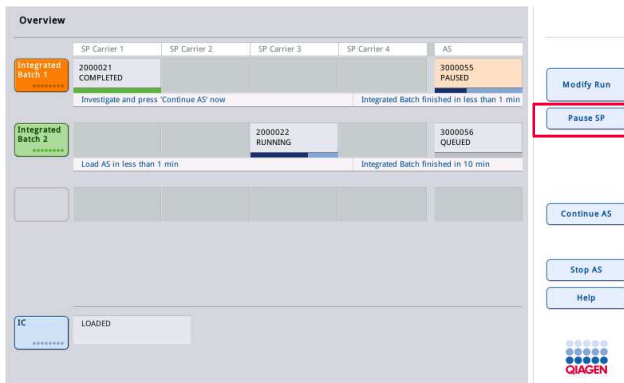 Overview
SP Carrier 1 SP Carrier 2 SP Carrier 3 SP Carrier 4 AS
Integrated
Batch 1
2000021
COMPLETED
3000055
PAUSED
Investigate and press 'Continue AS' now
Integrated Batch finished in less than 1 min
Integrated
Batch 2
2000022
RUNNING
3000056
QUEUED
Load AS in less than 1 min
Integrated Batch finished in 10 min
IC
LOADED
Modify Run
Pause SP
Continue AS
Stop AS
Help
QIAGEN